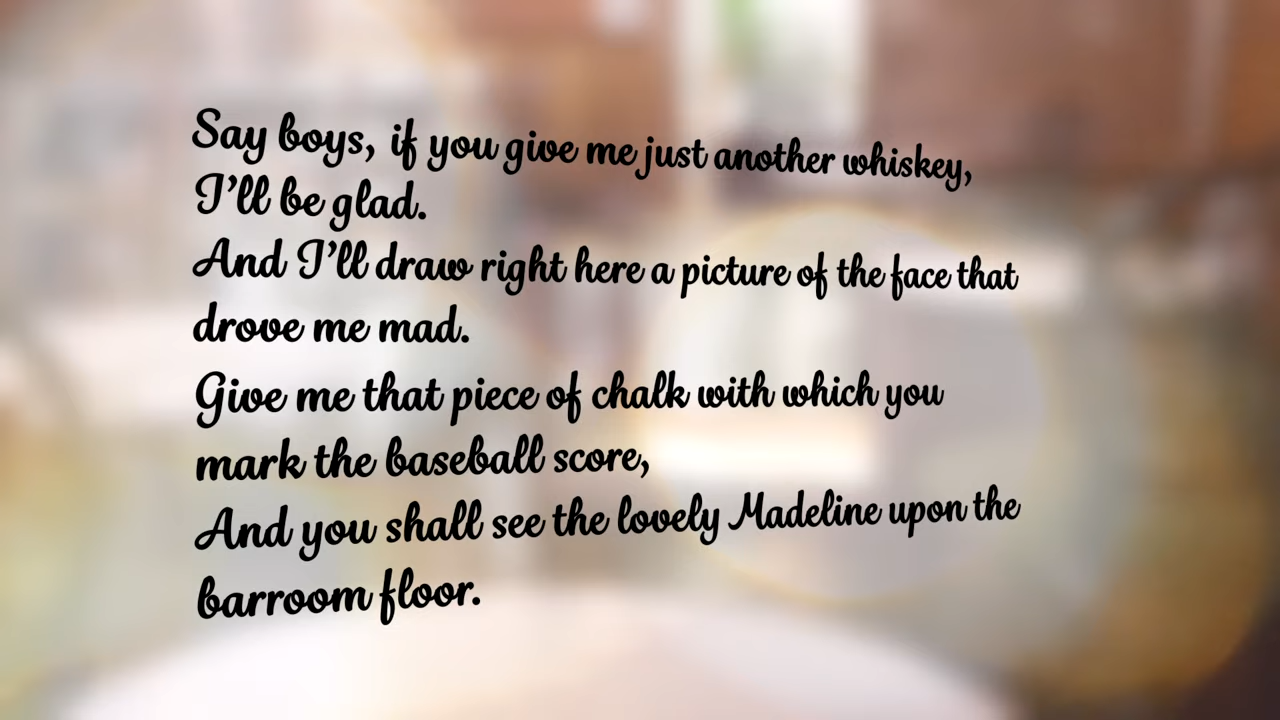 Say boys, if you give me just another whiskey,
I'll be glad.
And I'll draw right here a picture of the face that
drove me mad.
Give me that piece of chalk with which you
mark the baseball score,
And you shall see the lovely Madeline upon the
barroom floor.